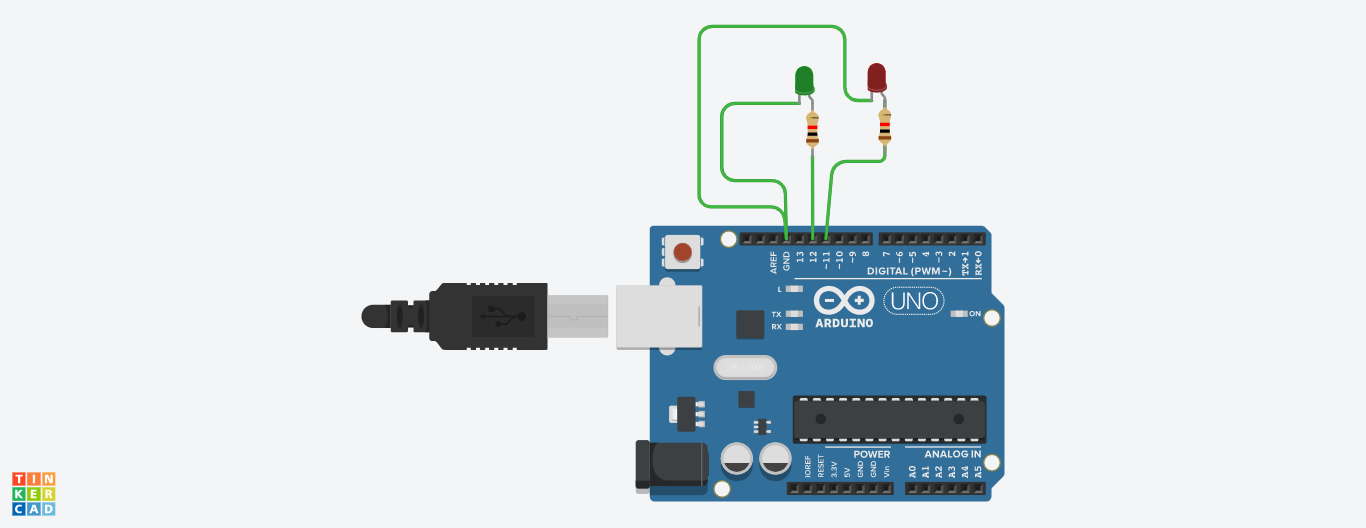 AREF
GND
13
12
~11
~10
~9
8
7
~6
~5
4
~3
2
TX→1
RX←0
DIGITAL (PWM~)
L
TX
RX
ARDUINO
UNO
ON
POWER
ANALOG IN
IOREF
RESET
3.3V
5V
GND
GND
Vin
A0
A1
A2
A3
A4
A5
TIN
KER
CAD